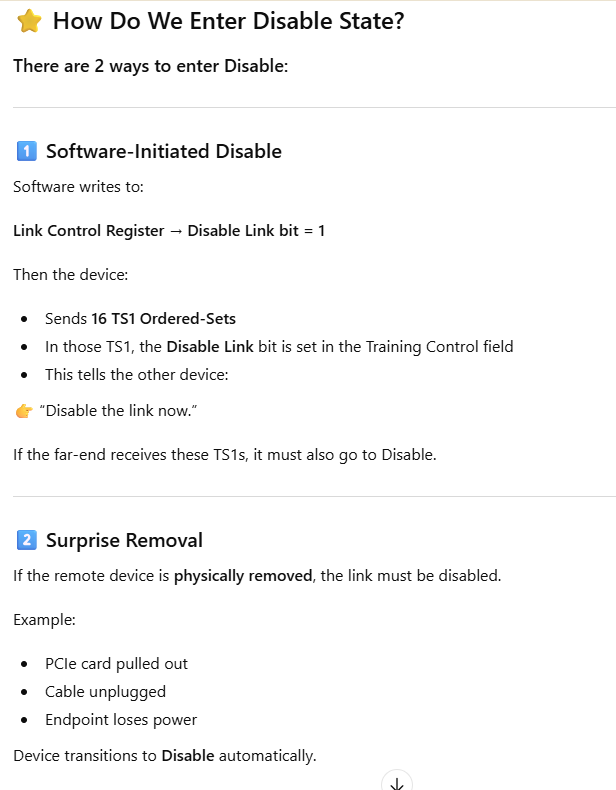 ⭐ How Do We Enter Disable State?
There are 2 ways to enter Disable:
1️⃣ Software-Initiated Disable
Software writes to:
Link Control Register → Disable Link bit = 1
Then the device:
• Sends 16 TS1 Ordered-Sets
• In those TS1, the Disable Link bit is set in the Training Control field
• This tells the other device:
👉 “Disable the link now.”
If the far-end receives these TS1s, it must also go to Disable.
2️⃣ Surprise Removal
If the remote device is physically removed, the link must be disabled.
Example:
• PCIe card pulled out
• Cable unplugged
• Endpoint loses power
Device transitions to Disable automatically.